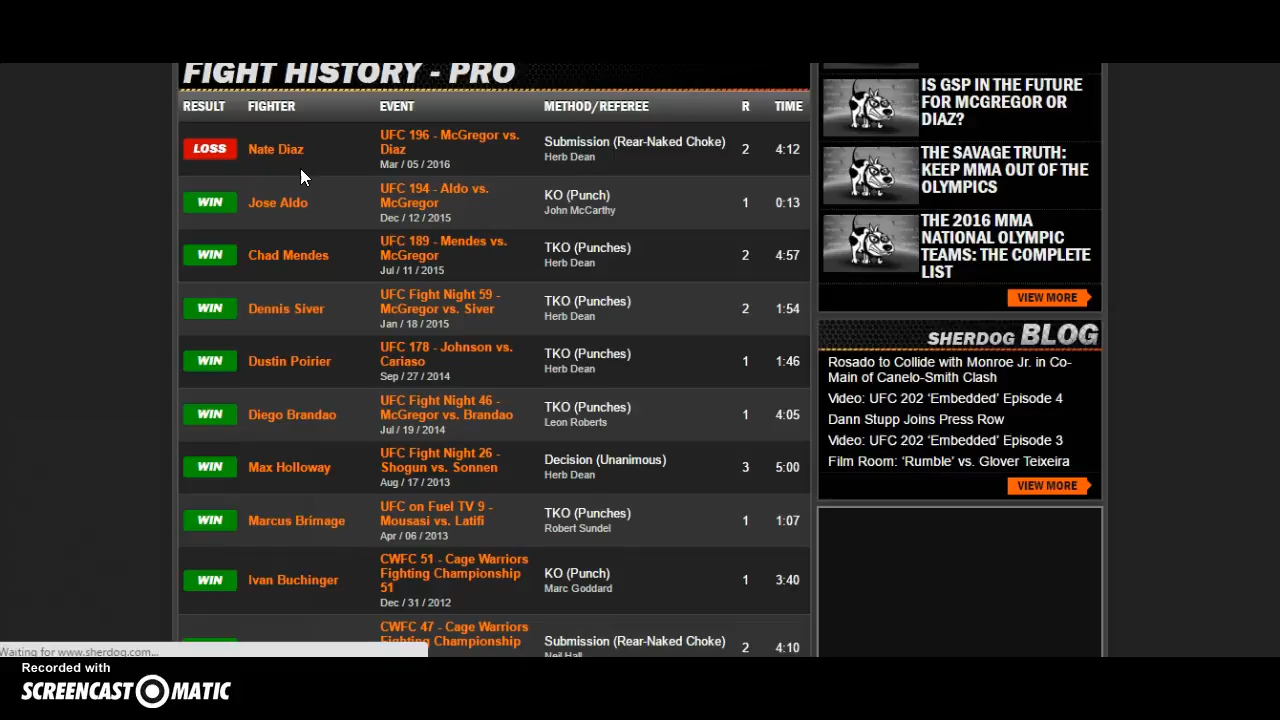 FIGHT HISTORY - PRO
RESULT FIGHTER EVENT METHOD/REFEREE R TIME
LOSS Nate Diaz UFC 196 - McGregor vs. Submission (Rear-Naked Choke) 2 4:12
Diaz Herb Dean
Mar / 05 / 2016
WIN Jose Aldo UFC 194 - Aldo vs. KO (Punch) 1 0:13
McGregor John McCarthy
Dec / 12 / 2015
WIN Chad Mendes UFC 189 - Mendes vs. TKO (Punches) 2 4:57
McGregor Herb Dean
Jul / 11 / 2015
WIN Dennis Siver UFC Fight Night 59 - TKO (Punches) 2 1:54
McGregor vs. Siver Herb Dean
Jan / 18 / 2015
WIN Dustin Poirier UFC 178 - Johnson vs. TKO (Punches) 1 1:46
Cariaso Herb Dean
Sep / 27 / 2014
WIN Diego Brandao UFC Fight Night 46 - TKO (Punches) 1 4:05
McGregor vs. Brandao Leon Roberts
Jul / 19 / 2014
WIN Max Holloway UFC Fight Night 26 - Decision (Unanimous) 3 5:00
Shogun vs. Sonnen Herb Dean
Aug / 17 / 2013
WIN Marcus Brimage UFC on Fuel TV 9 - TKO (Punches) 1 1:07
Mousasi vs. Latifi Robert Sundel
Apr / 06 / 2013
WIN Ivan Buchinger CWFC 51 - Cage Warriors KO (Punch) 1 3:40
Fighting Championship Marc Goddard
51
Dec / 31 / 2012
CWFC 47 - Cage Warriors Submission (Rear-Naked Choke) 2 4:10
Fighting Championship Neil Hall
IS GSP IN THE FUTURE
FOR MCGREGOR OR
DIAZ?
THE SAVAGE TRUTH:
KEEP MMA OUT OF THE
OLYMPICS
THE 2016 MMA
NATIONAL OLYMPIC
TEAMS: THE COMPLETE
LIST
VIEW MORE
SHERDOG BLOG
Rosado to Collide with Monroe Jr. in Co-
Main of Canelo-Smith Clash
Video: UFC 202 ‘Embedded’ Episode 4
Dann Stupp Joins Press Row
Video: UFC 202 ‘Embedded’ Episode 3
Film Room: ‘Rumble’ vs. Glover Teixeira
VIEW MORE
Waiting for www.sherdog.com...
Recorded with
SCREENCAST MATIC